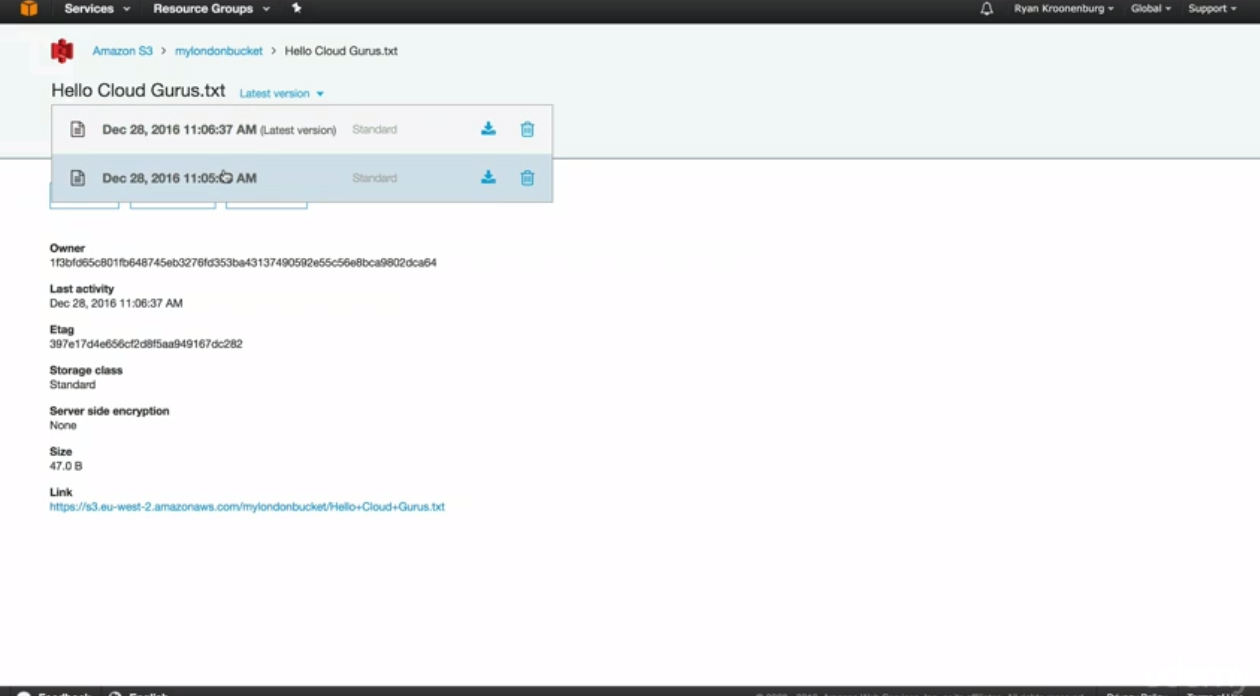 Services Resource Groups Ryan Kroonenburg Global Support
Amazon S3 > mylondonbucket > Hello Cloud Gurus.txt
Hello Cloud Gurus.txt Latest version
Dec 28, 2016 11:06:37 AM (Latest version) Standard
Dec 28, 2016 11:05: AM Standard
Owner
1f3bfd65c801fb648745eb3276fd353ba43137490592e55c56e8bca9802dca64
Last activity
Dec 28, 2016 11:06:37 AM
Etag
397e17d4e656cf2d8f5aa949167dc282
Storage class
Standard
Server side encryption
None
Size
47.0 B
Link
https://s3.eu-west-2.amazonaws.com/mylondonbucket/Hello+Cloud+Gurus.txt
Feedback English